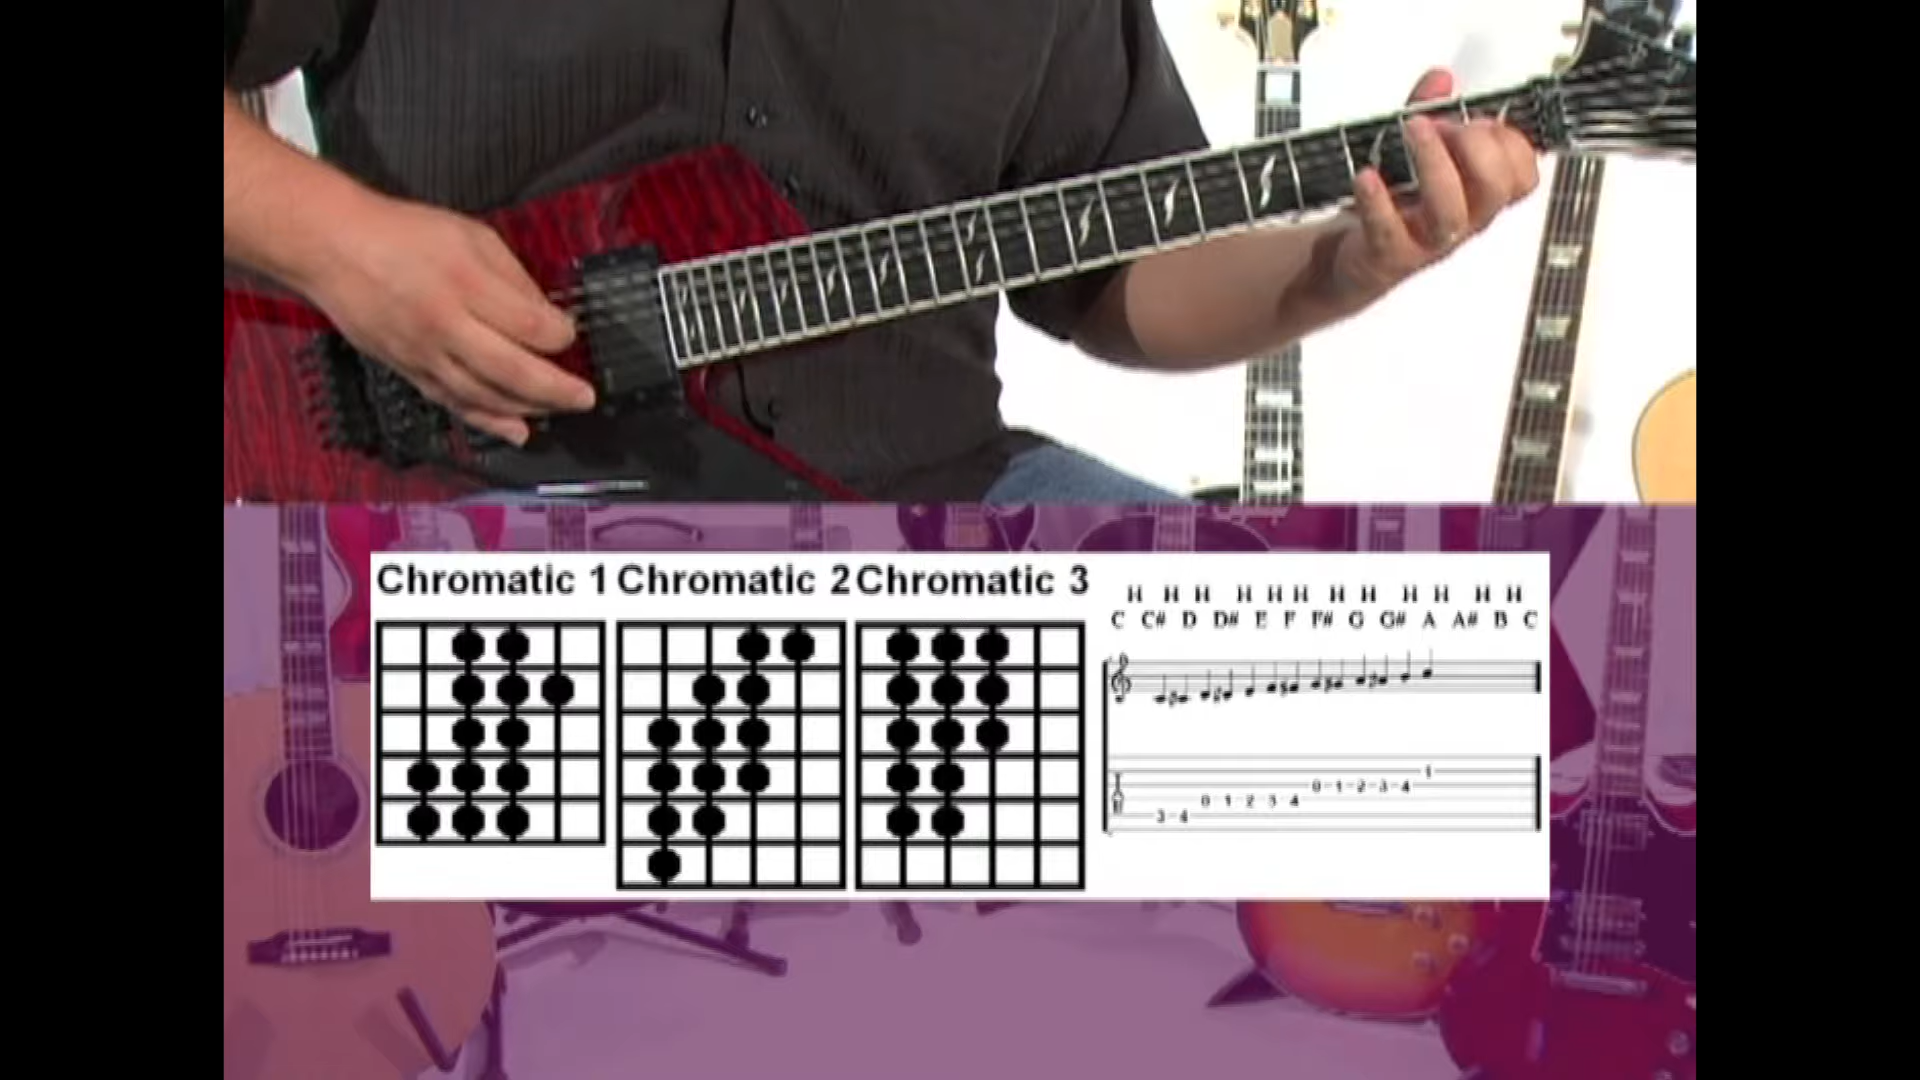 Chromatic 1
Chromatic 2
Chromatic 3
H H H H H H H H H H H H
C C# D D# E F F# G G# A A# B C
1
0 1 2 3 4
0 1 2 3 4
3 4